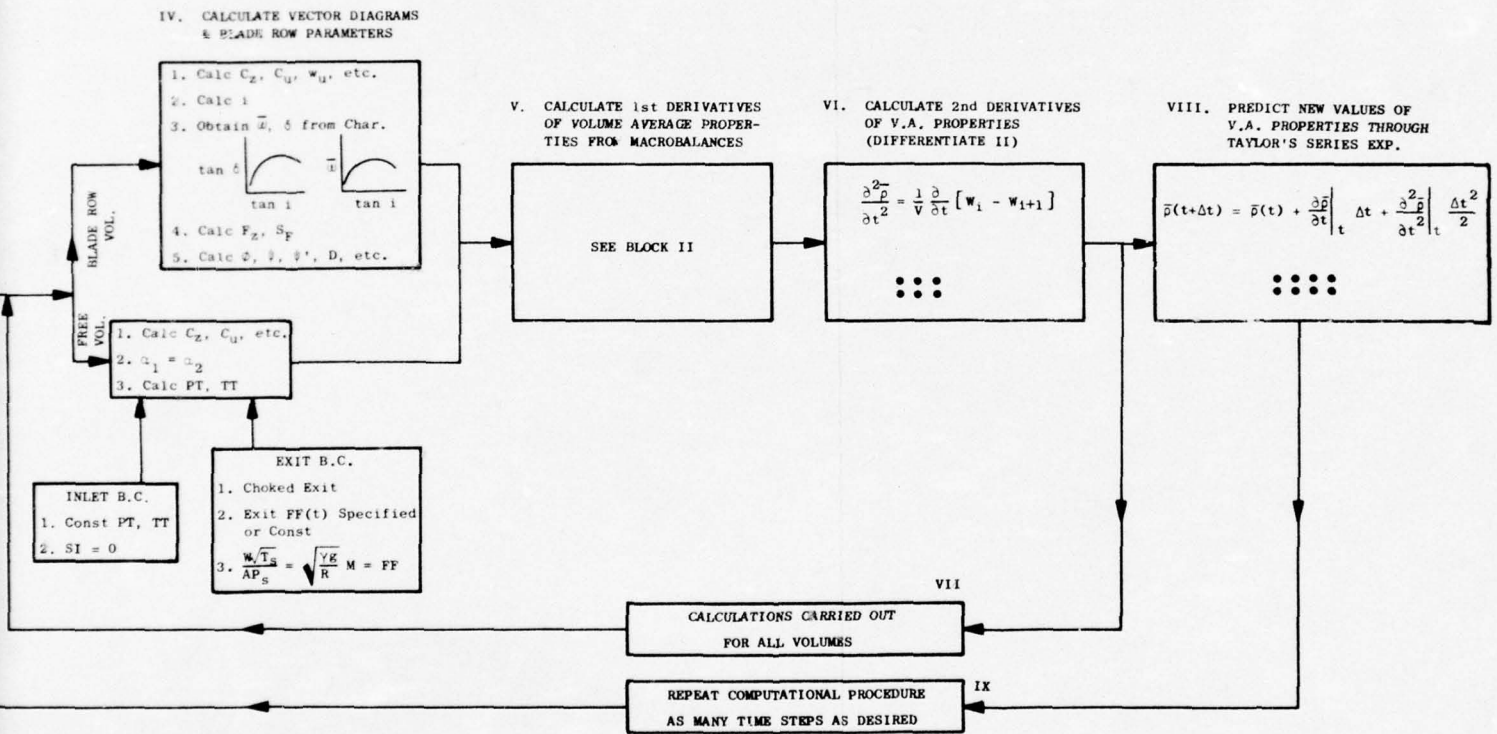 IV. CALCULATE VECTOR DIAGRAMS
& BLADE ROW PARAMETERS
1. Calc C_z, C_u, w_u, etc.
2. Calc i
3. Obtain ω̅, δ from Char.
tan δ
ω̅
tan i
tan i
4. Calc F_z, S_F
5. Calc Φ, ψ, ψ', D, etc.
BLADE ROW
VOL.
FREE
VOL.
1. Calc C_z, C_u, etc.
2. α_1 = α_2
3. Calc PT, TT
INLET B.C.
1. Const PT, TT
2. SI = 0
EXIT B.C.
1. Choked Exit
2. Exit FF(t) Specified
or Const
3. W√T_s / AP_s = √(γg/R) M = FF
V. CALCULATE 1st DERIVATIVES
OF VOLUME AVERAGE PROPER-
TIES FROM MACROBALANCES
SEE BLOCK II
VI. CALCULATE 2nd DERIVATIVES
OF V.A. PROPERTIES
(DIFFERENTIATE II)
∂²ρ̅/∂t² = 1/V ∂/∂t [W_i - W_{i+1}]
VIII. PREDICT NEW VALUES OF
V.A. PROPERTIES THROUGH
TAYLOR'S SERIES EXP.
ρ̅(t+Δt) = ρ̅(t) + ∂ρ̅/∂t|_t Δt + ∂²ρ̅/∂t²|_t Δt²/2
VII
CALCULATIONS CARRIED OUT
FOR ALL VOLUMES
IX
REPEAT COMPUTATIONAL PROCEDURE
AS MANY TIME STEPS AS DESIRED